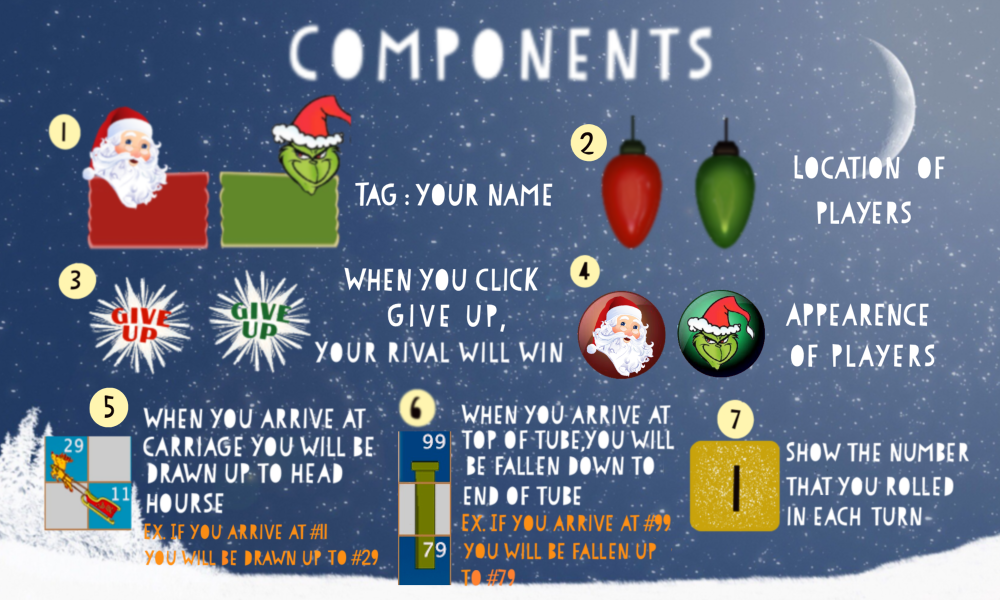 COMPONENTS
1
TAG : YOUR NAME
2
LOCATION OF
PLAYERS
3
GIVE
UP
GIVE
UP
WHEN YOU CLICK
GIVE UP,
YOUR RIVAL WILL WIN
4
APPEARENCE
OF PLAYERS
5
29
11
WHEN YOU ARRIVE AT
CARRIAGE YOU WILL BE
DRAWN UP TO HEAD
HOURSE
EX. IF YOU ARRIVE AT #11
YOU WILL BE DRAWN UP TO #29
6
99
79
WHEN YOU ARRIVE AT
TOP OF TUBE,YOU WILL
BE FALLEN DOWN TO
END OF TUBE
EX. IF YOU ARRIVE AT #99
YOU WILL BE FALLEN UP
TO #79
7
1
SHOW THE NUMBER
THAT YOU ROLLED
IN EACH TURN